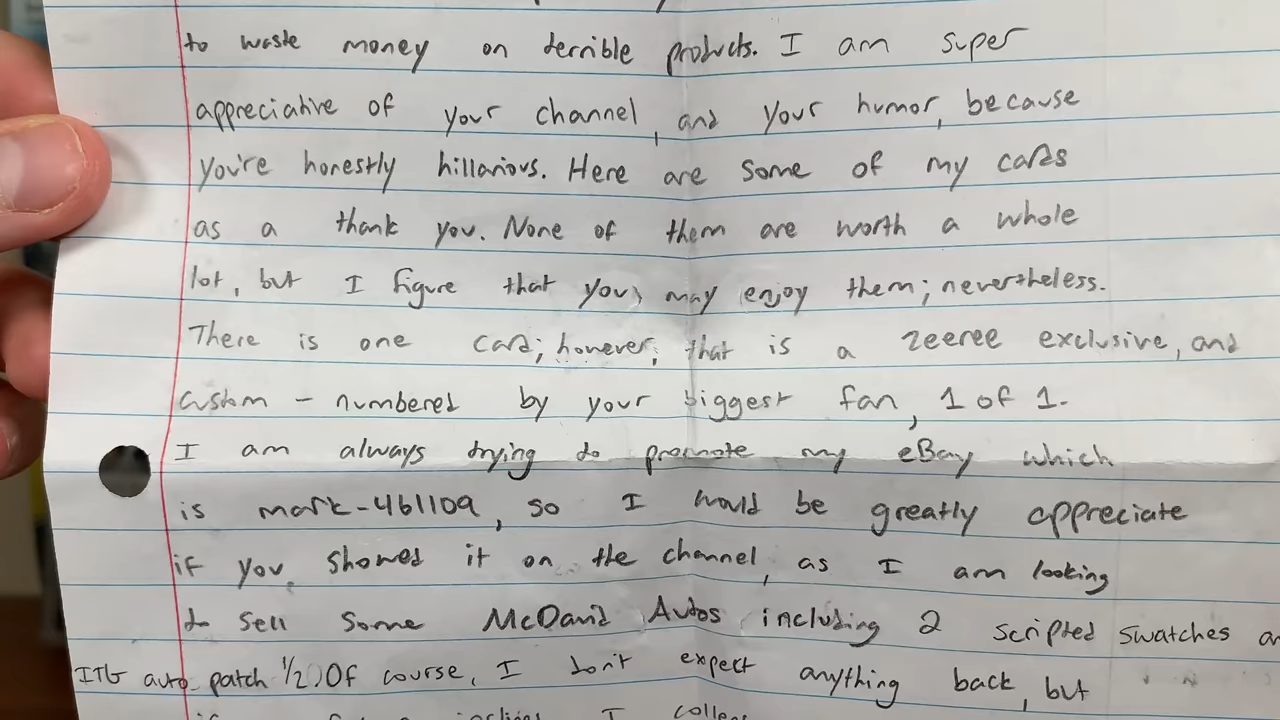 to waste money on terrible products. I am super
appreciative of your channel, and your humor, because
you're honestly hillarious. Here are some of my cards
as a thank you. None of them are worth a whole
lot, but I figure that you may enjoy them; nevertheless.
There is one card; however, that is a zeeree exclusive, and
custom - numbered by your biggest fan, 1 of 1.
I am always trying to promote my eBay which
is mark-461109, so I would be greatly appreciate
if you showed it on the channel, as I am looking
to sell some McDavid Autos including 2 scripted swatches
ITG auto patch 1/2) Of course, I don't expect anything back, but
I collect